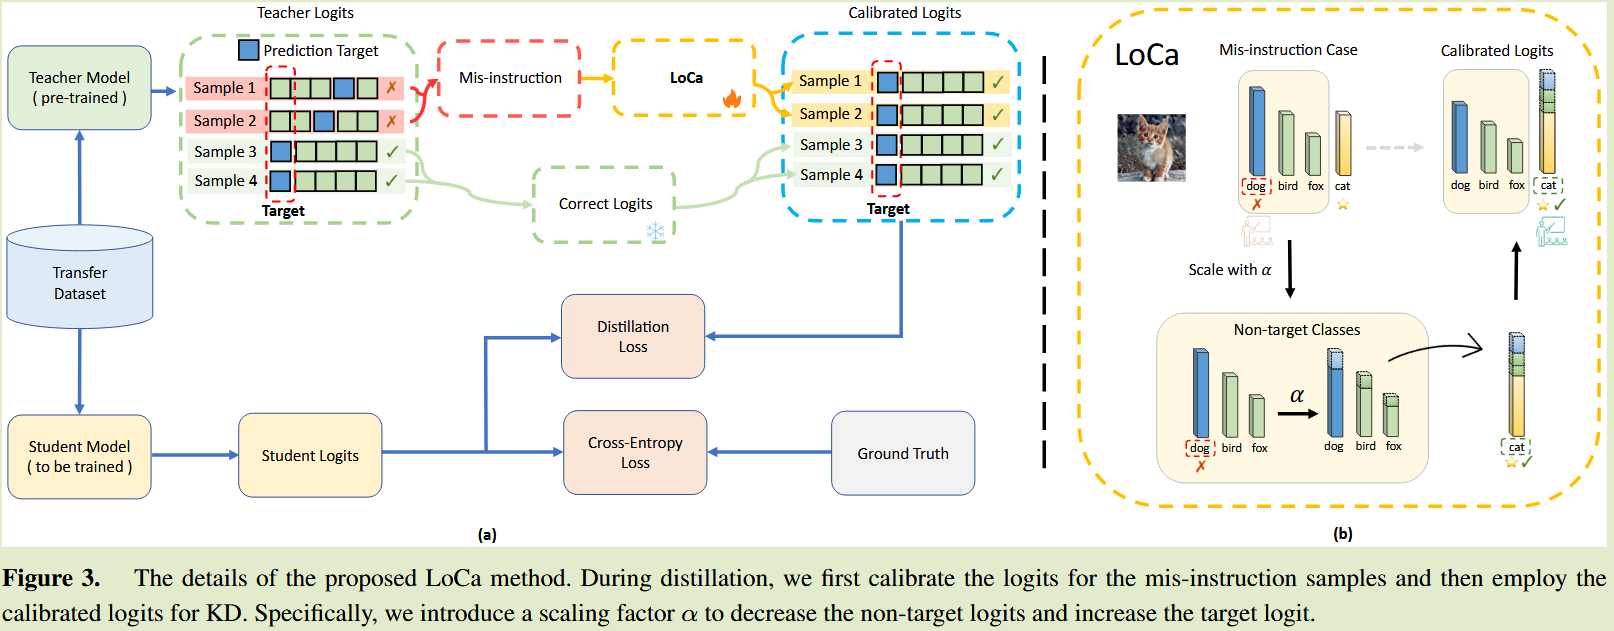 Teacher Logits
Calibrated Logits
Teacher Model
( pre-trained )
Prediction Target
Sample 1
✗
Sample 2
✗
Sample 3
✓
Sample 4
✓
Target
Mis-instruction
LoCa
Correct Logits
Sample 1
✓
Sample 2
✓
Sample 3
✓
Sample 4
✓
Target
Transfer
Dataset
Distillation
Loss
Student Model
( to be trained )
Student Logits
Cross-Entropy
Loss
Ground Truth
(a)
LoCa
Mis-instruction Case
Calibrated Logits
dog bird fox cat
✗
dog bird fox cat
✓
Scale with α
Non-target Classes
α
dog bird fox
✗
dog bird fox
cat
✓
(b)
Figure 3. The details of the proposed LoCa method. During distillation, we first calibrate the logits for the mis-instruction samples and then employ the
calibrated logits for KD. Specifically, we introduce a scaling factor α to decrease the non-target logits and increase the target logit.